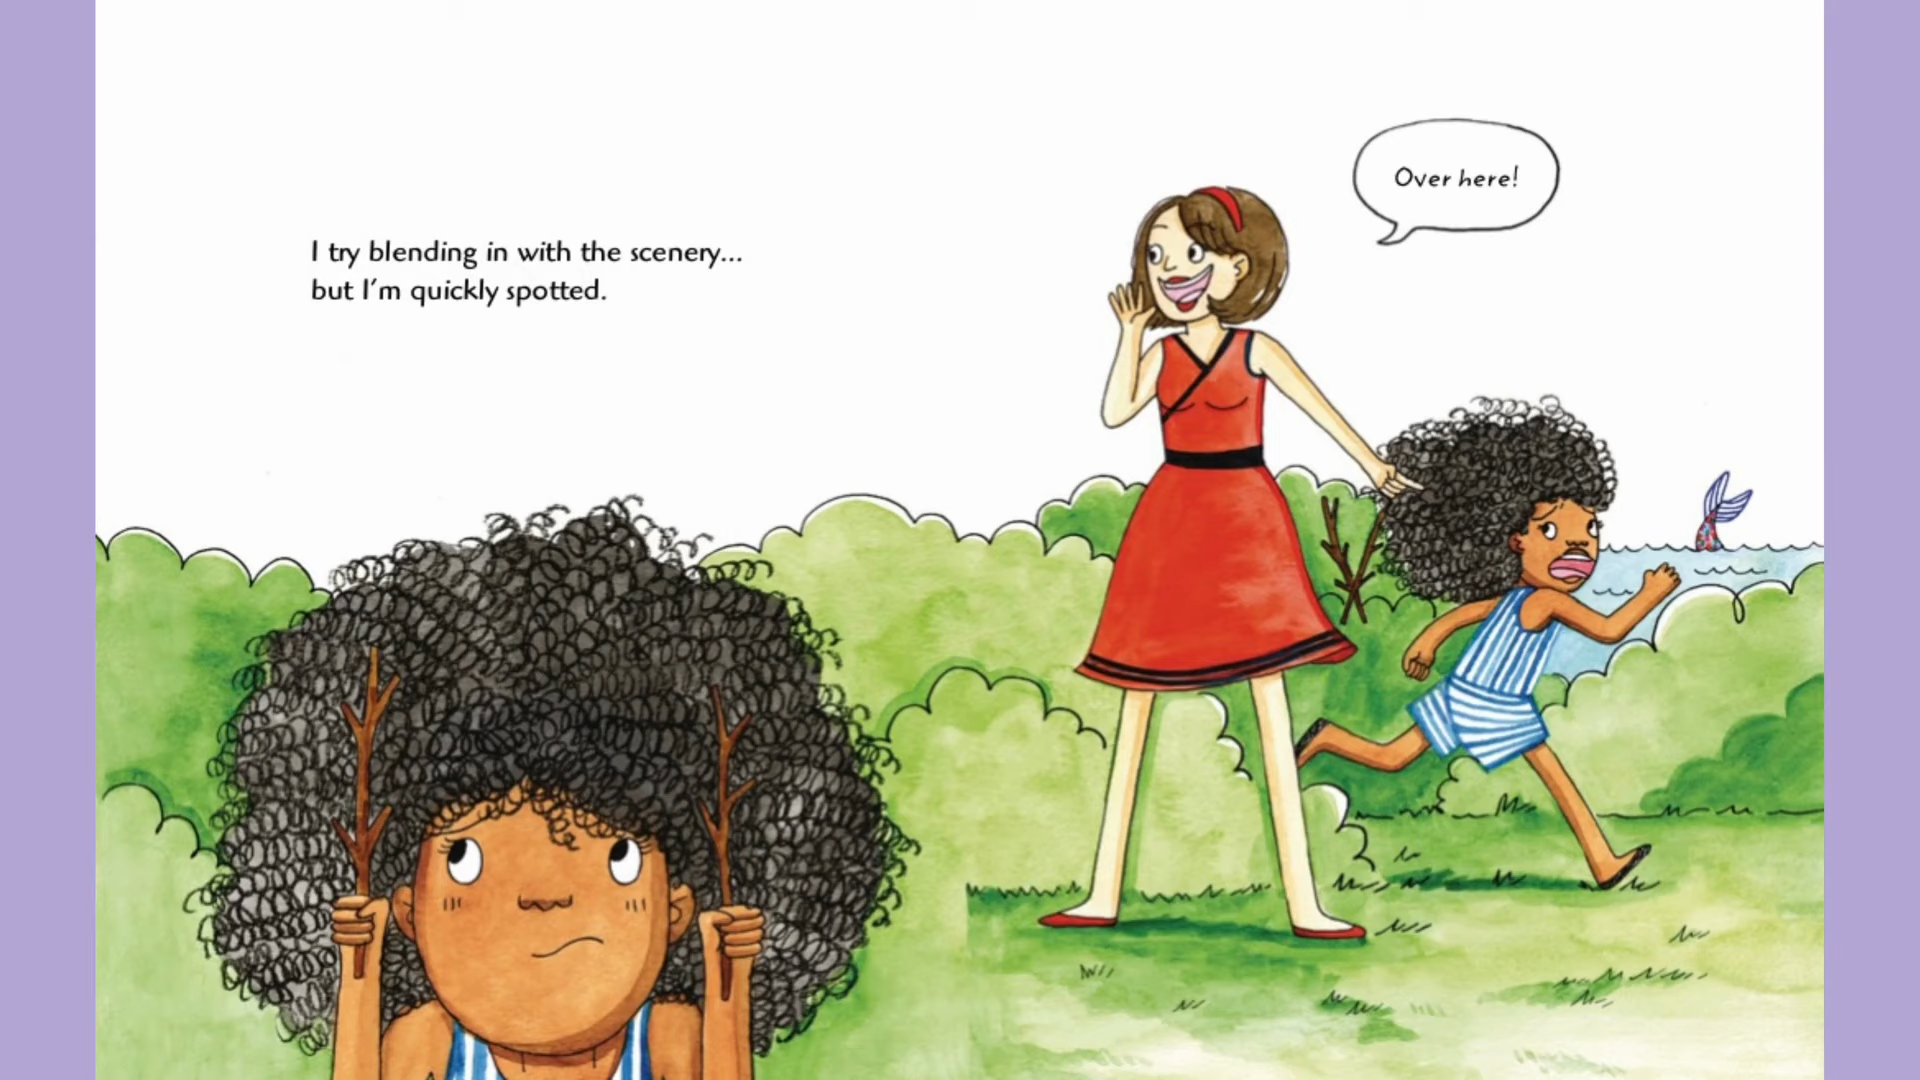 I try blending in with the scenery...
but I'm quickly spotted.
Over here!